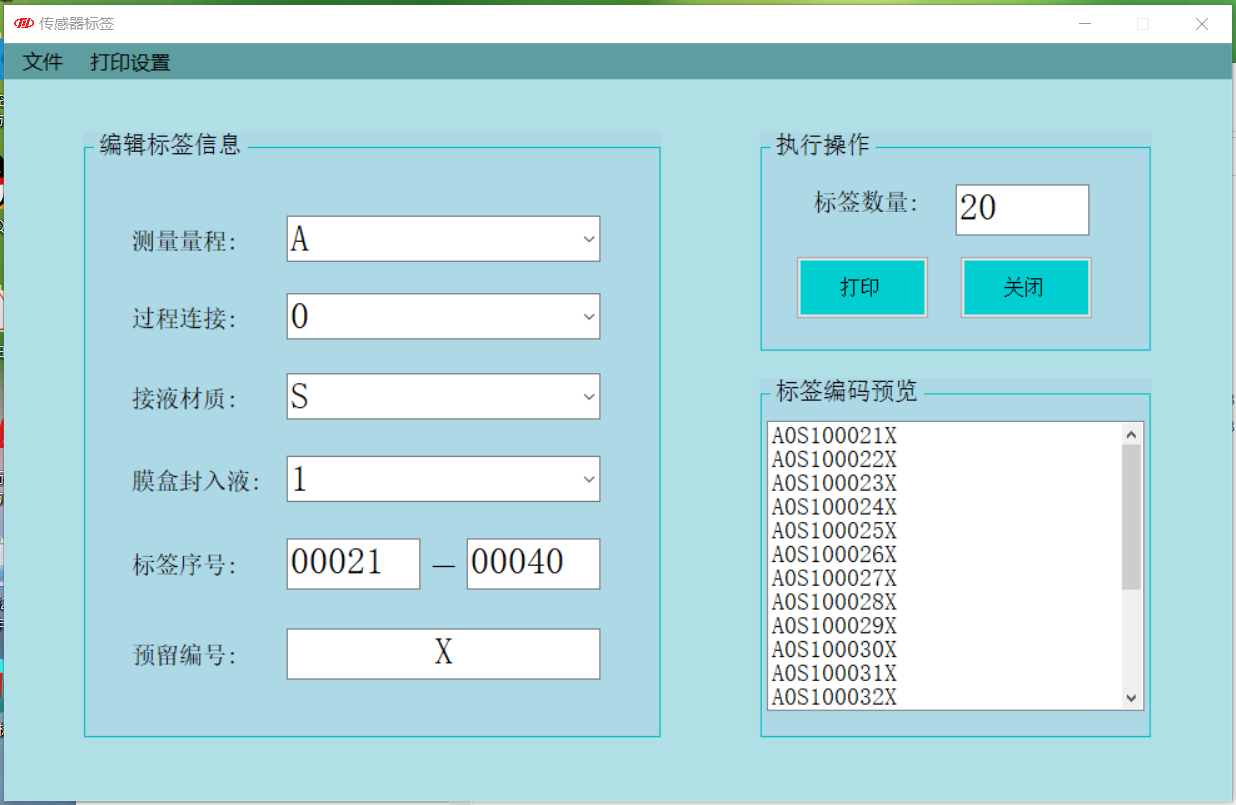 传感器标签
文件 打印设置
编辑标签信息
测量量程: A
过程连接: 0
接液材质: S
膜盒封入液: 1
标签序号: 00021 — 00040
预留编号: X
执行操作
标签数量: 20
打印 关闭
标签编码预览
A0S100021X
A0S100022X
A0S100023X
A0S100024X
A0S100025X
A0S100026X
A0S100027X
A0S100028X
A0S100029X
A0S100030X
A0S100031X
A0S100032X